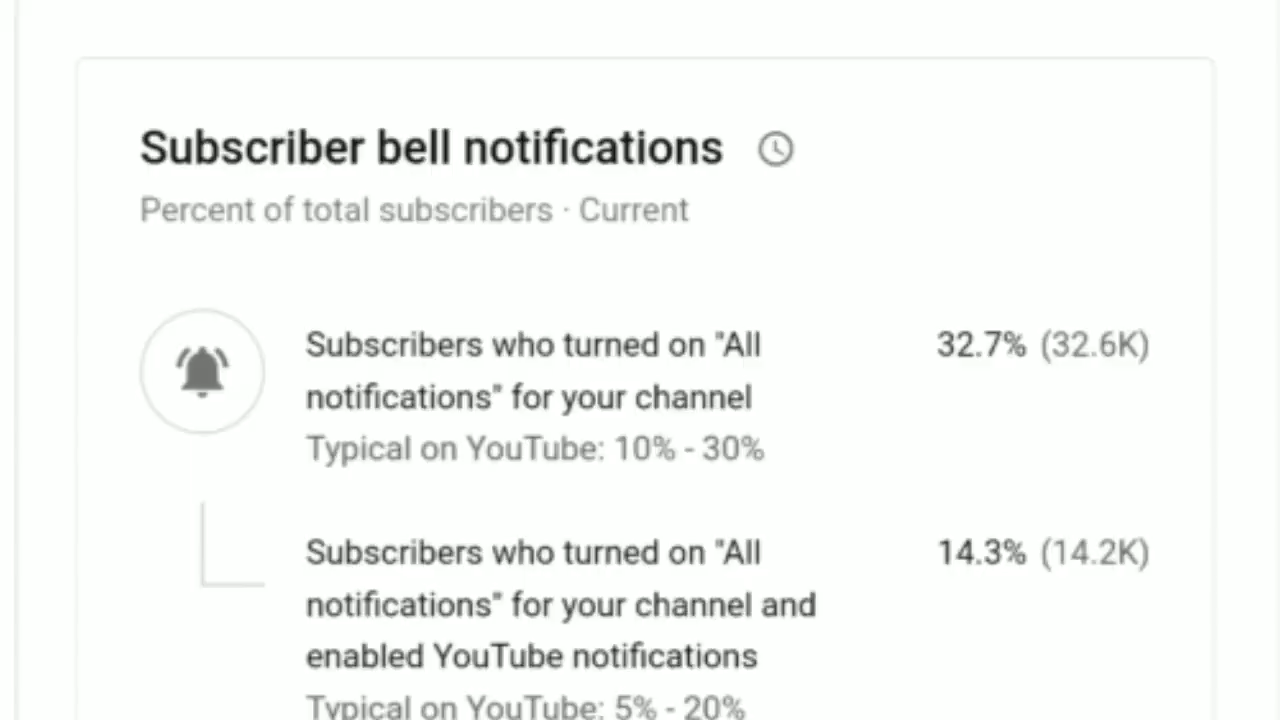 Subscriber bell notifications
Percent of total subscribers · Current
Subscribers who turned on "All 32.7% (32.6K)
notifications" for your channel
Typical on YouTube: 10% - 30%
Subscribers who turned on "All 14.3% (14.2K)
notifications" for your channel and
enabled YouTube notifications
Typical on YouTube: 5% - 20%